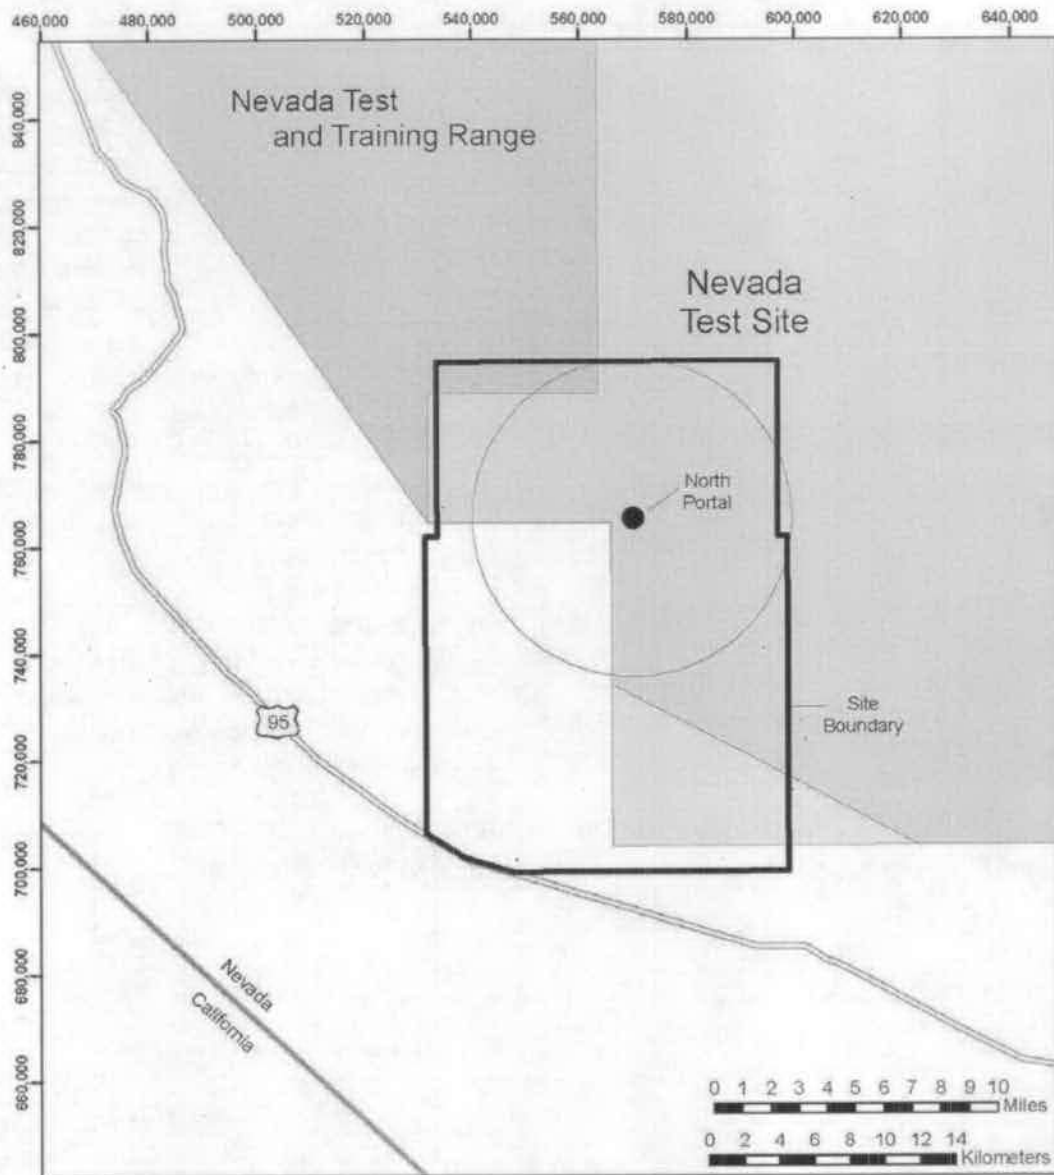 460,000 480,000 500,000 520,000 540,000 560,000 580,000 600,000 620,000 640,000
840,000
820,000
800,000
780,000
760,000
740,000
720,000
700,000
680,000
660,000
Nevada Test
and Training Range
Nevada
Test Site
North
Portal
Site
Boundary
95
Nevada
California
0 1 2 3 4 5 6 7 8 9 10
Miles
0 2 4 6 8 10 12 14
Kilometers